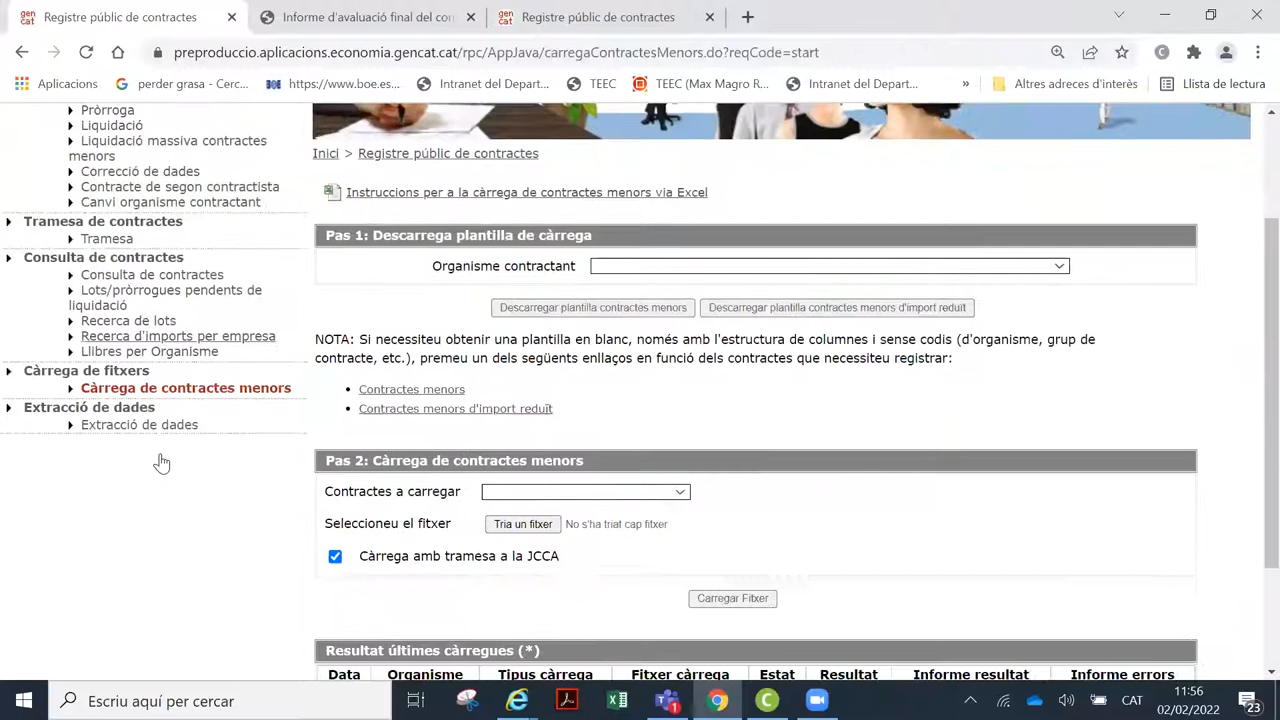 Registre públic de contractes
Informe d'avaluació final del con
Registre públic de contractes
preproduccio.aplicacions.economia.gencat.cat/rpc/AppJava/carregaContractesMenors.do?reqCode=start
Aplicacions
perder grasa - Cerc...
https://www.boe.es...
Intranet del Depart...
TEEC
TEEC (Max Magro R...
Intranet del Depart...
»
Altres adreces d'interès
Llista de lectura
Pròrroga
Liquidació
Liquidació massiva contractes
menors
Correcció de dades
Contracte de segon contractista
Canvi organisme contractant
Tramesa de contractes
Tramesa
Consulta de contractes
Consulta de contractes
Lots/pròrrogues pendents de
liquidació
Recerca de lots
Recerca d'imports per empresa
Llibres per Organisme
Càrrega de fitxers
Càrrega de contractes menors
Extracció de dades
Extracció de dades
Inici > Registre públic de contractes
Instruccions per a la càrrega de contractes menors via Excel
Pas 1: Descarrega plantilla de càrrega
Organisme contractant
Descarregar plantilla contractes menors
Descarregar plantilla contractes menors d'import reduït
NOTA: Si necessiteu obtenir una plantilla en blanc, només amb l'estructura de columnes i sense codis (d'organisme, grup de
contracte, etc.), premeu un dels següents enllaços en funció dels contractes que necessiteu registrar:
• Contractes menors
• Contractes menors d'import reduït
Pas 2: Càrrega de contractes menors
Contractes a carregar
Seleccioneu el fitxer
Tria un fitxer
No s'ha triat cap fitxer
Càrrega amb tramesa a la JCCA
Carregar Fitxer
Resultat últimes càrregues (*)
Data Organisme Tipus càrrega Fitxer càrrega Estat Resultat Informe resultat Informe errors
Escriu aquí per cercar
CAT
11:56
02/02/2022
23